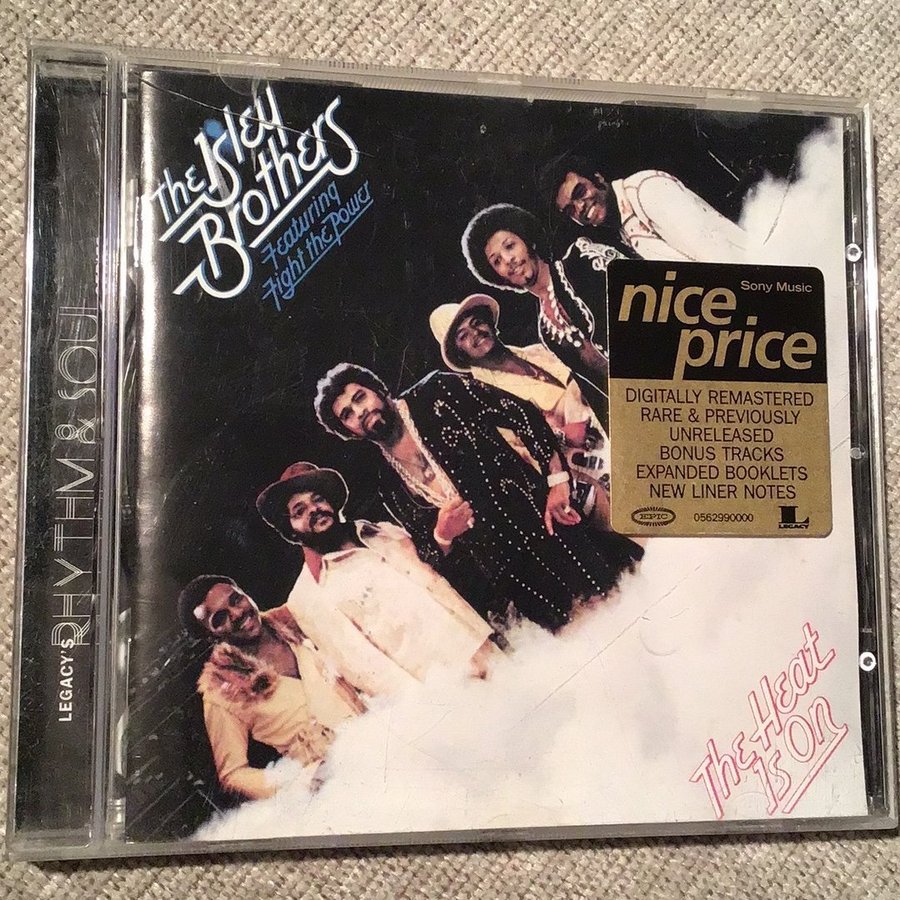 The Isley
Brothers
Featuring
Fight the Power
LEGACY'S
RHYTHM & SOUL
Sony Music
nice
price
DIGITALLY REMASTERED
RARE & PREVIOUSLY
UNRELEASED
BONUS TRACKS
EXPANDED BOOKLETS
NEW LINER NOTES
EPIC
0562990000
L
LEGACY
The Heat
Is On